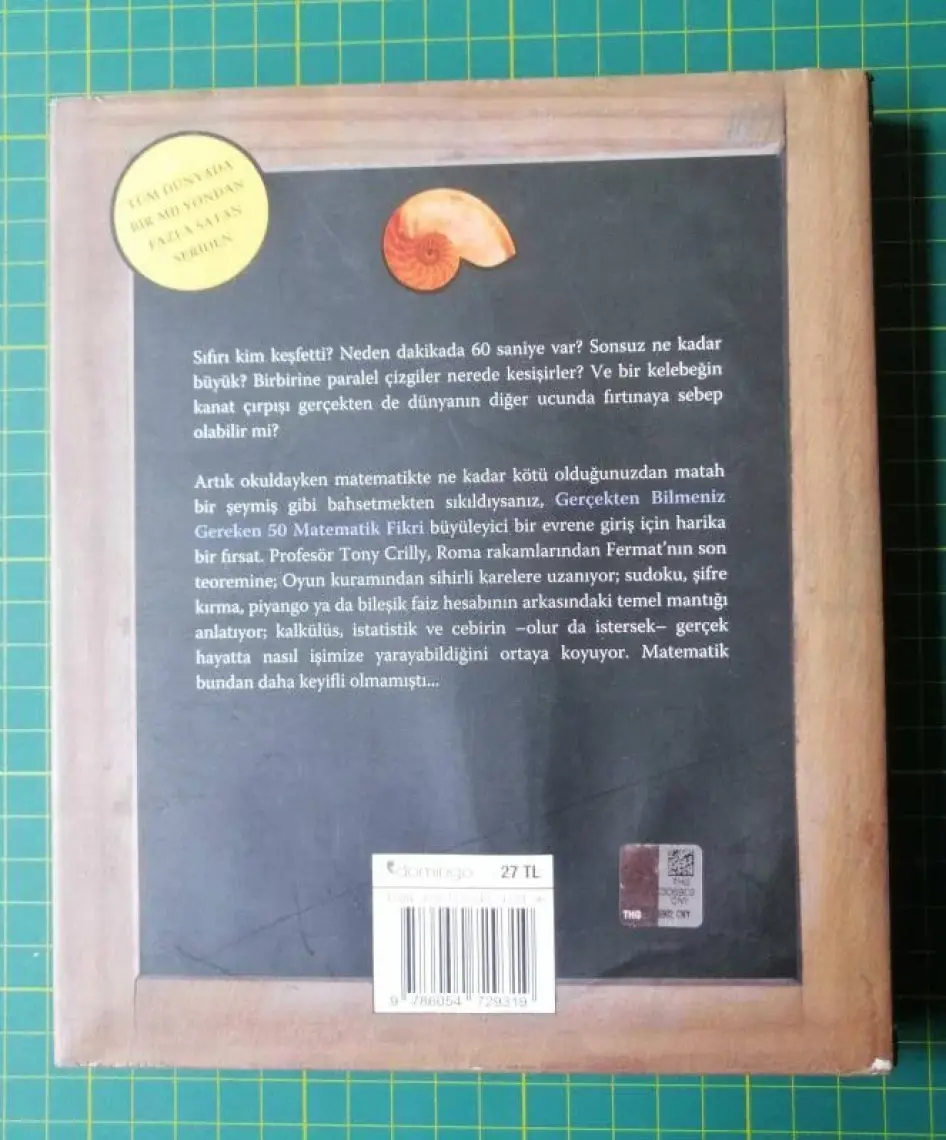 TÜM DÜNYADA
BİR MİLYONDAN
FAZLA SATAN
SERİDEN
Sıfırı kim keşfetti? Neden dakikada 60 saniye var? Sonsuz ne kadar
büyük? Birbirine paralel çizgiler nerede kesişirler? Ve bir kelebeğin
kanat çırpışı gerçekten de dünyanın diğer ucunda fırtınaya sebep
olabilir mi?
Artık okuldayken matematikte ne kadar kötü olduğunuzdan matah
bir şeymiş gibi bahsetmekten sıkıldıysanız, Gerçekten Bilmeniz
Gereken 50 Matematik Fikri büyüleyici bir evrene giriş için harika
bir fırsat. Profesör Tony Crilly, Roma rakamlarından Fermat'nın son
teoremine; Oyun kuramından sihirli karelere uzanıyor; sudoku, şifre
kırma, piyango ya da bileşik faiz hesabının arkasındaki temel mantığı
anlatıyor; kalkülüs, istatistik ve cebirin –olur da istersek– gerçek
hayatta nasıl işimize yarayabildiğini ortaya koyuyor. Matematik
bundan daha keyifli olmamıştı...
domingo 27 TL
9 786054 729319
THG